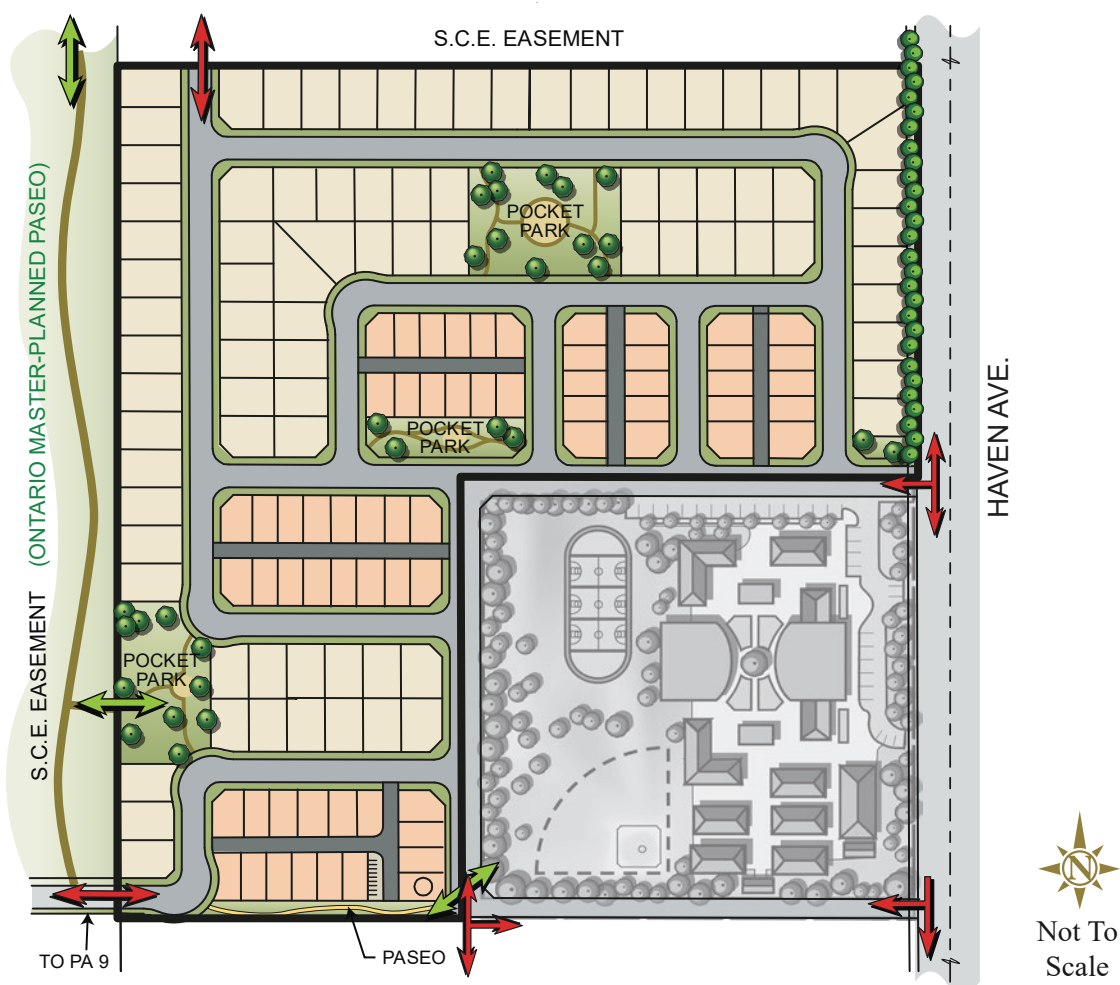 S.C.E. EASEMENT
POCKET
PARK
POCKET
PARK
POCKET
PARK
S.C.E. EASEMENT (ONTARIO MASTER-PLANNED PASEO)
HAVEN AVE.
TO PA 9
PASEO
N
Not To
Scale